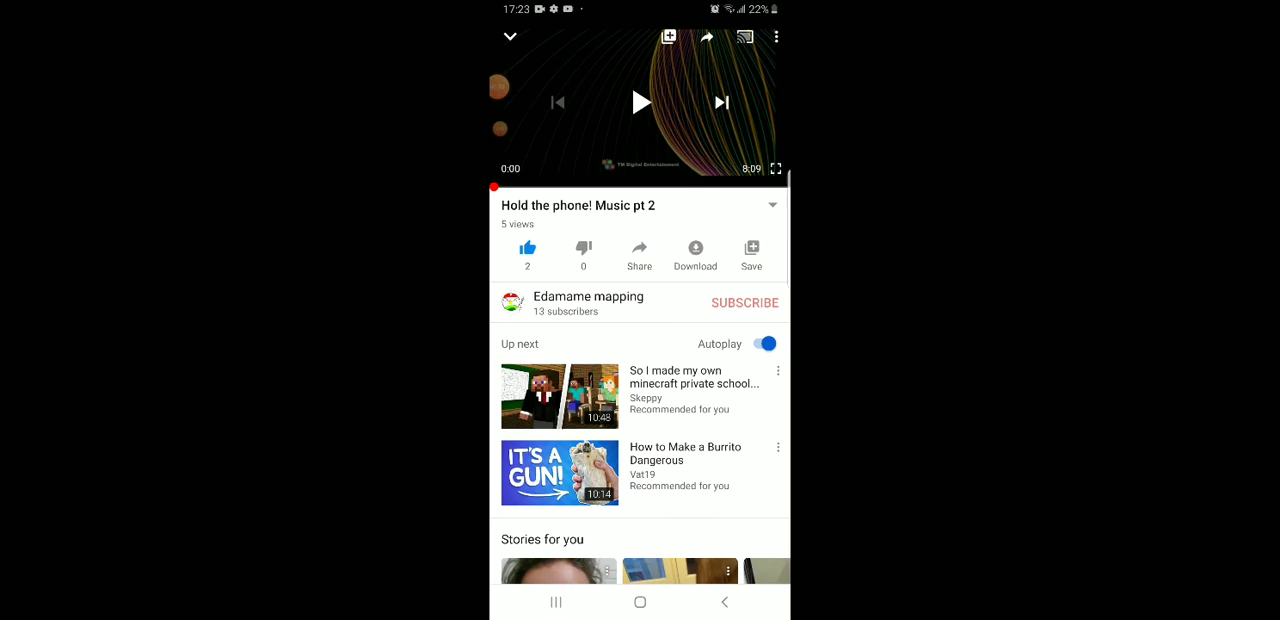 17:23
22%
0:00
TM Digital Entertainment
8:09
Hold the phone! Music pt 2
5 views
2
0
Share
Download
Save
Edamame mapping
13 subscribers
SUBSCRIBE
Up next
Autoplay
So I made my own
minecraft private school...
Skeppy
Recommended for you
10:48
How to Make a Burrito
Dangerous
Vat19
Recommended for you
IT'S A
GUN!
10:14
Stories for you